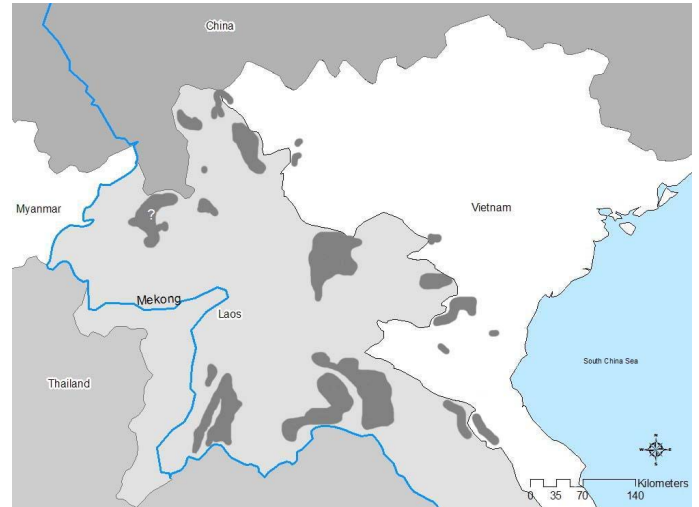 China
Myanmar
?
Vietnam
Mekong
Laos
South China Sea
Thailand
N
W
E
S
Kilometers
0 35 70 140